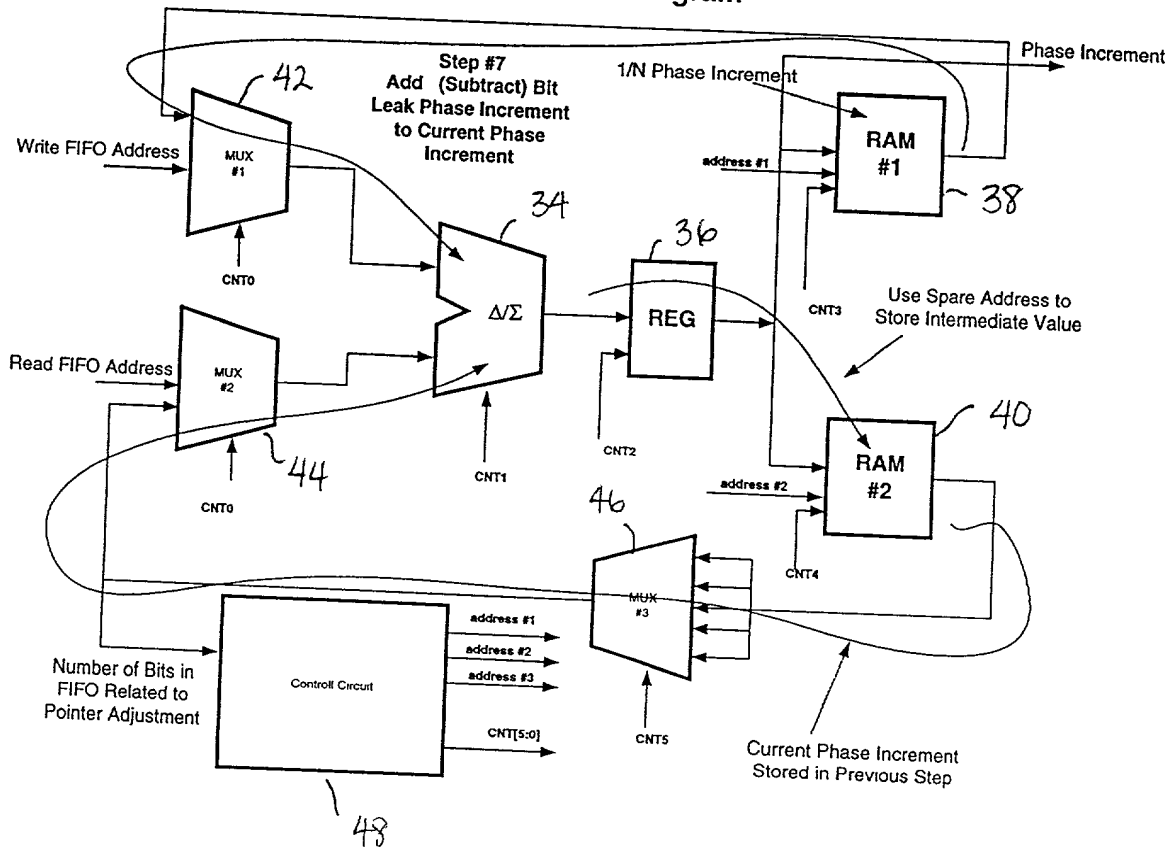 Phase Increment
Step #7
Add (Subtract) Bit
Leak Phase Increment
to Current Phase
Increment
42
1/N Phase Increment
RAM
#1
38
Write FIFO Address
MUX
#1
address #1
CNT0
34
36
CNT3
Δ/Σ
REG
Use Spare Address to
Store Intermediate Value
Read FIFO Address
MUX
#2
44
CNT0
CNT1
CNT2
40
RAM
#2
address #2
CNT4
46
MUX
#3
CNT5
Number of Bits in
FIFO Related to
Pointer Adjustment
Controll Circuit
address #1
address #2
address #3
CNT[5:0]
48
Current Phase Increment
Stored in Previous Step